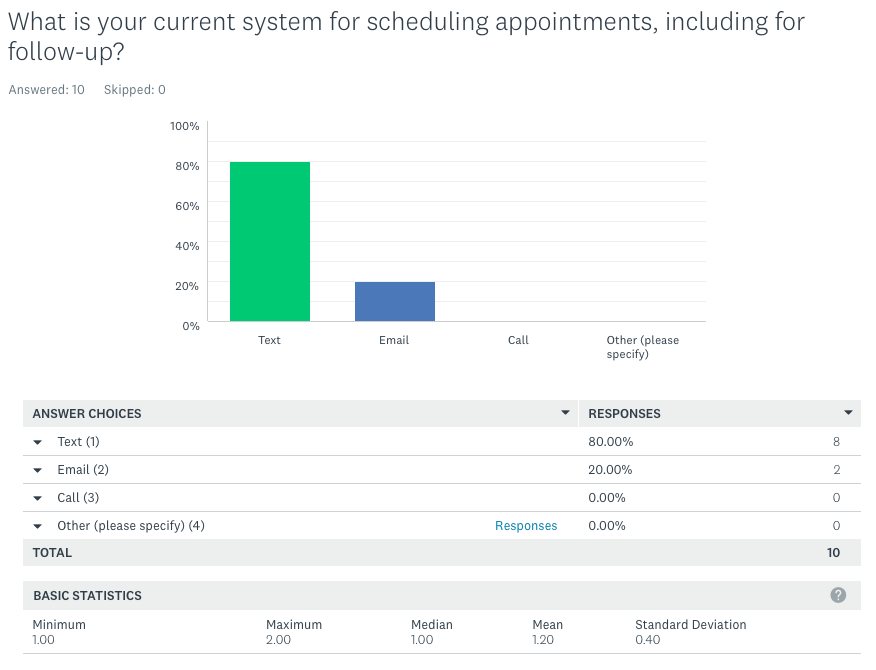 What is your current system for scheduling appointments, including for
follow-up?
Answered: 10 Skipped: 0
100%
80%
60%
40%
20%
0%
Text Email Call Other (please
specify)
ANSWER CHOICES RESPONSES
Text (1) 80.00% 8
Email (2) 20.00% 2
Call (3) 0.00% 0
Other (please specify) (4) Responses 0.00% 0
TOTAL 10
BASIC STATISTICS ?
Minimum Maximum Median Mean Standard Deviation
1.00 2.00 1.00 1.20 0.40